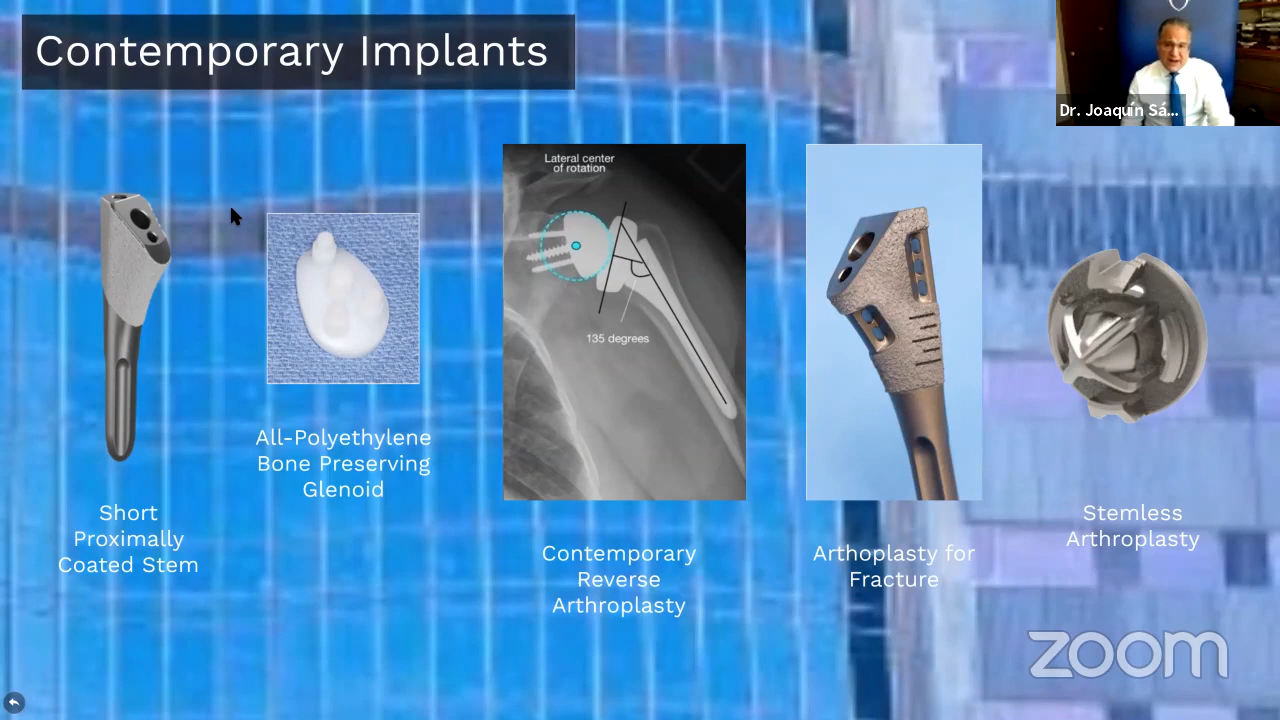 Contemporary Implants
Dr. Joaquín Sá...
Lateral center
of rotation
135 degrees
All-Polyethylene
Bone Preserving
Glenoid
Short
Proximally
Coated Stem
Contemporary
Reverse
Arthroplasty
Arthoplasty for
Fracture
Stemless
Arthroplasty
zoom